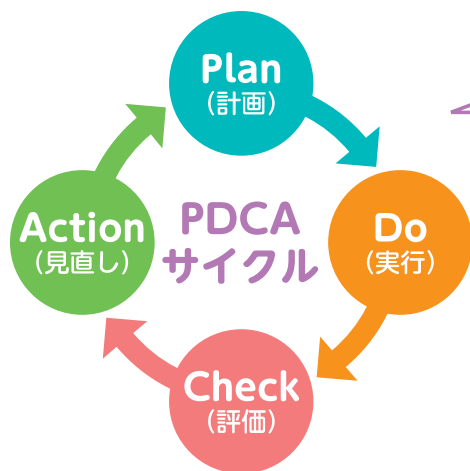 Plan
（計画）
PDCA
サイクル
Do
（実行）
Check
（評価）
Action
（見直し）